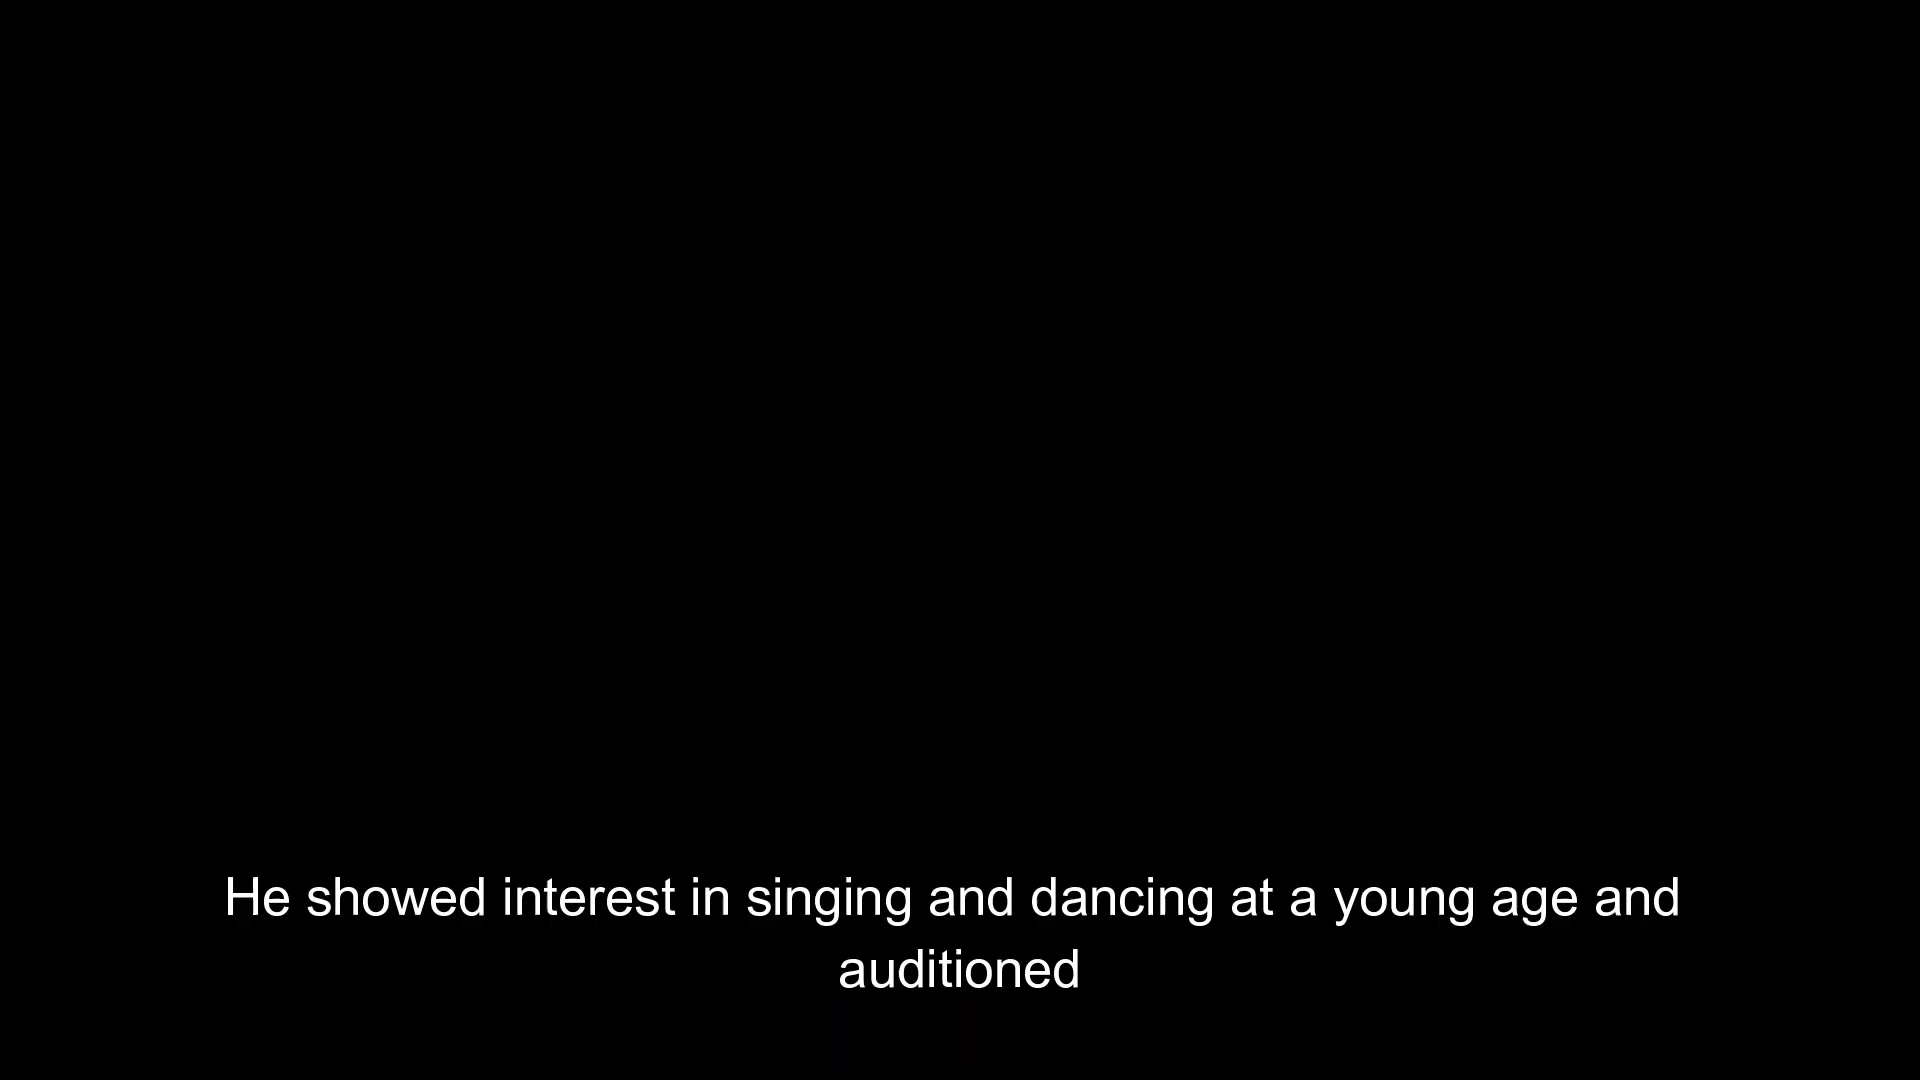 He showed interest in singing and dancing at a young age and
auditioned